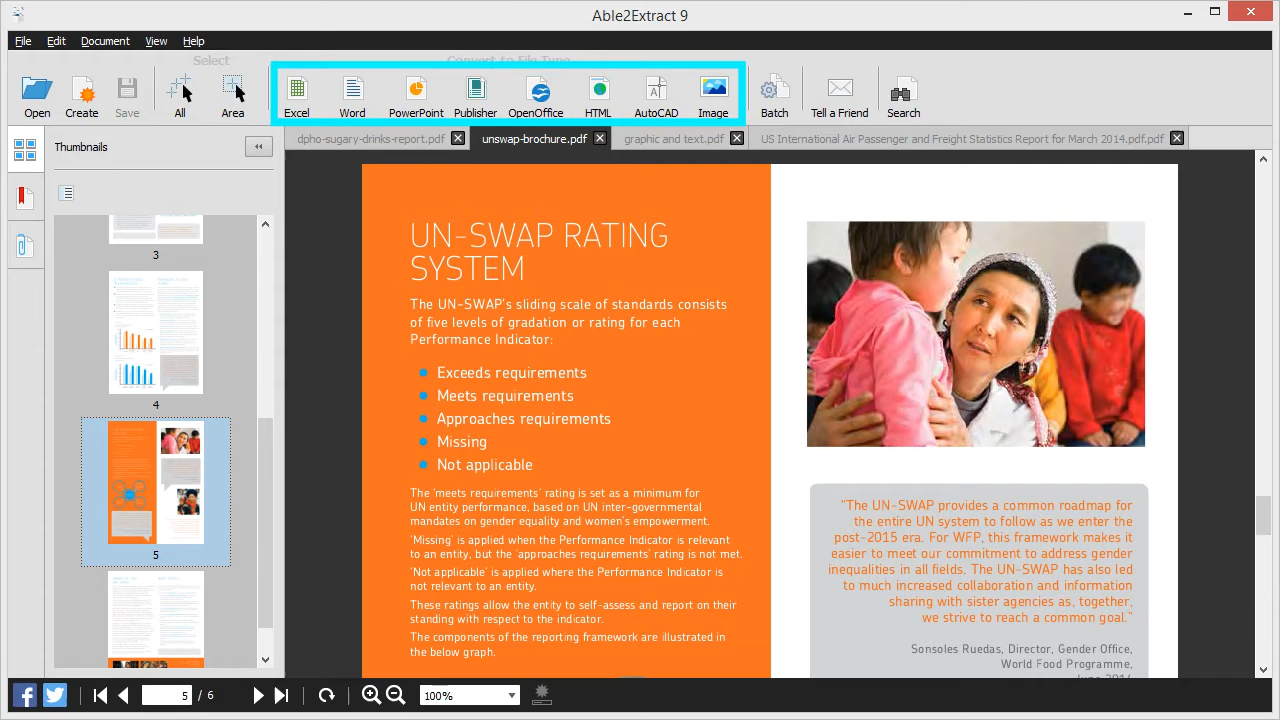 Able2Extract 9
File Edit Document View Help
Select Convert to File Type
Open Create Save All Area Excel Word PowerPoint Publisher OpenOffice HTML AutoCAD Image Batch Tell a Friend Search
dpho-sugary-drinks-report.pdf unswap-brochure.pdf graphic and text.pdf US International Air Passenger and Freight Statistics Report for March 2014.pdf.pdf
Thumbnails
3
4
5
UN-SWAP RATING
SYSTEM
The UN-SWAP's sliding scale of standards consists
of five levels of gradation or rating for each
Performance Indicator:
Exceeds requirements
Meets requirements
Approaches requirements
Missing
Not applicable
The 'meets requirements' rating is set as a minimum for
UN entity performance, based on UN inter-governmental
mandates on gender equality and women's empowerment.
'Missing' is applied when the Performance Indicator is relevant
to an entity, but the 'approaches requirements' rating is not met.
'Not applicable' is applied where the Performance Indicator is
not relevant to an entity.
These ratings allow the entity to self-assess and report on their
standing with respect to the indicator.
The components of the reporting framework are illustrated in
the below graph.
"The UN-SWAP provides a common roadmap for
the entire UN system to follow as we enter the
post-2015 era. For WFP, this framework makes it
easier to meet our commitment to address gender
inequalities in all fields. The UN-SWAP has also led
to much increased collaboration and information
sharing with sister agencies as, together,
we strive to reach a common goal."
Sonsoles Ruedas, Director, Gender Office,
World Food Programme,
June 2014
5 / 6
100%